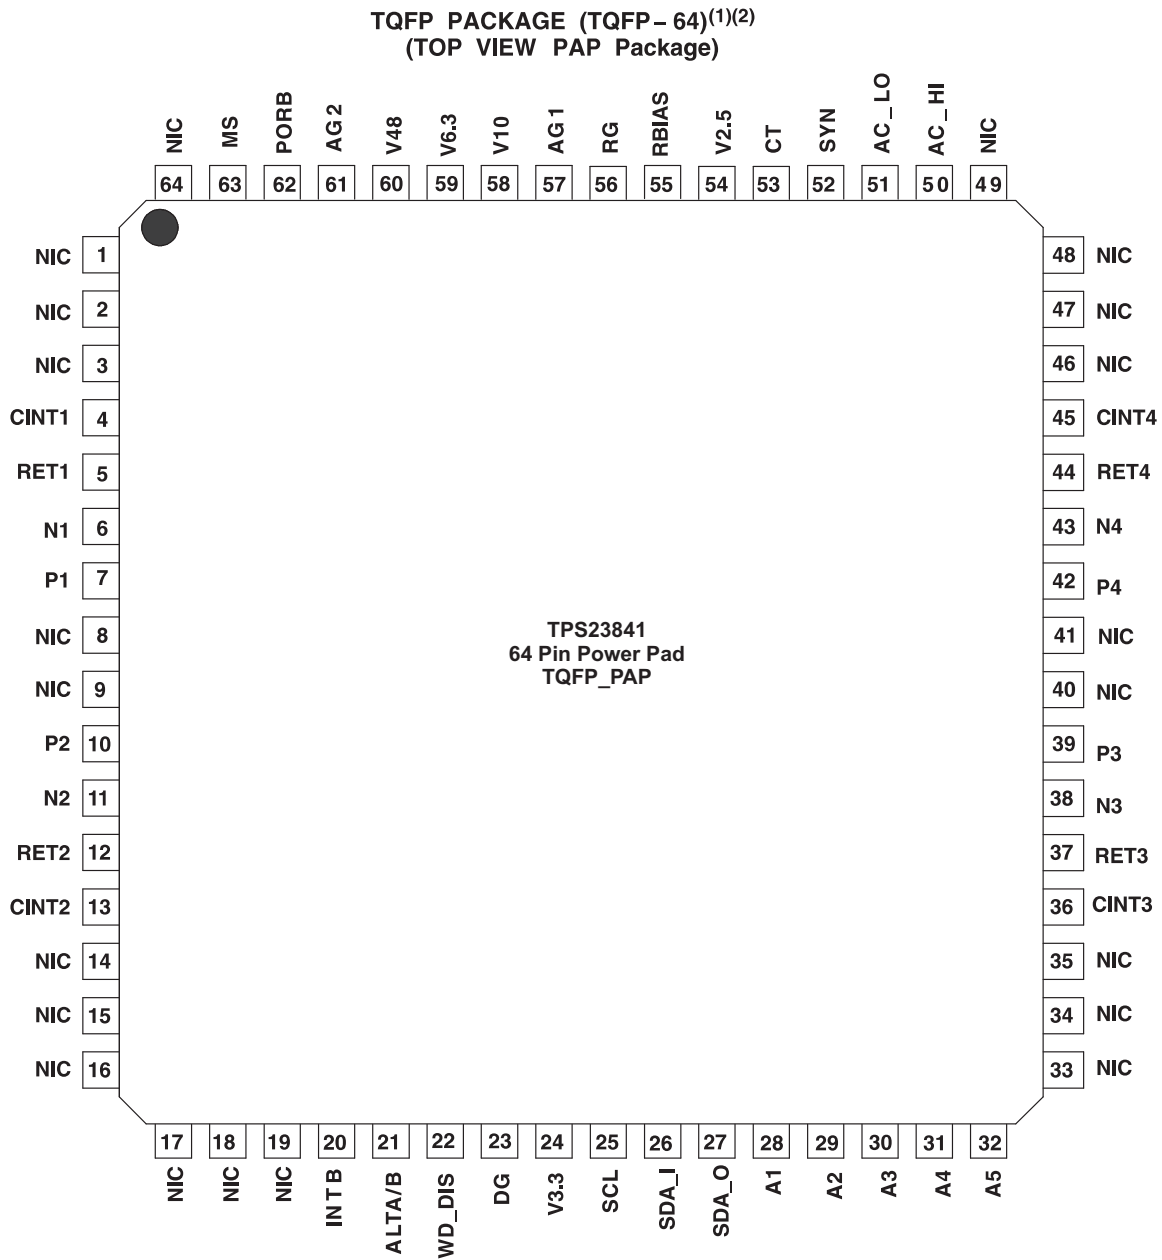 TQFP PACKAGE (TQFP-64)(1)(2)
(TOP VIEW PAP Package)
NIC MS PORB AG2 V48 V6.3 V10 AG1 RG RBIAS V2.5 CT SYN AC_LO AC_HI NIC
64 63 62 61 60 59 58 57 56 55 54 53 52 51 50 49
NIC 1 48 NIC
NIC 2 47 NIC
NIC 3 46 NIC
CINT1 4 45 CINT4
RET1 5 44 RET4
N1 6 43 N4
P1 7 42 P4
NIC 8 41 NIC
NIC 9 40 NIC
P2 10 39 P3
N2 11 38 N3
RET2 12 37 RET3
CINT2 13 36 CINT3
NIC 14 35 NIC
NIC 15 34 NIC
NIC 16 33 NIC
TPS23841
64 Pin Power Pad
TQFP_PAP
17 18 19 20 21 22 23 24 25 26 27 28 29 30 31 32
NIC NIC NIC INTB ALTA/B WD_DIS DG V3.3 SCL SDA_I SDA_O A1 A2 A3 A4 A5